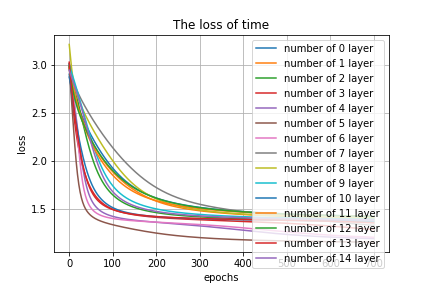 The loss of time
3.0
2.5
2.0
1.5
loss
number of 0 layer
number of 1 layer
number of 2 layer
number of 3 layer
number of 4 layer
number of 5 layer
number of 6 layer
number of 7 layer
number of 8 layer
number of 9 layer
number of 10 layer
number of 11 layer
number of 12 layer
number of 13 layer
number of 14 layer
0 100 200 300 400 500 600 700
epochs